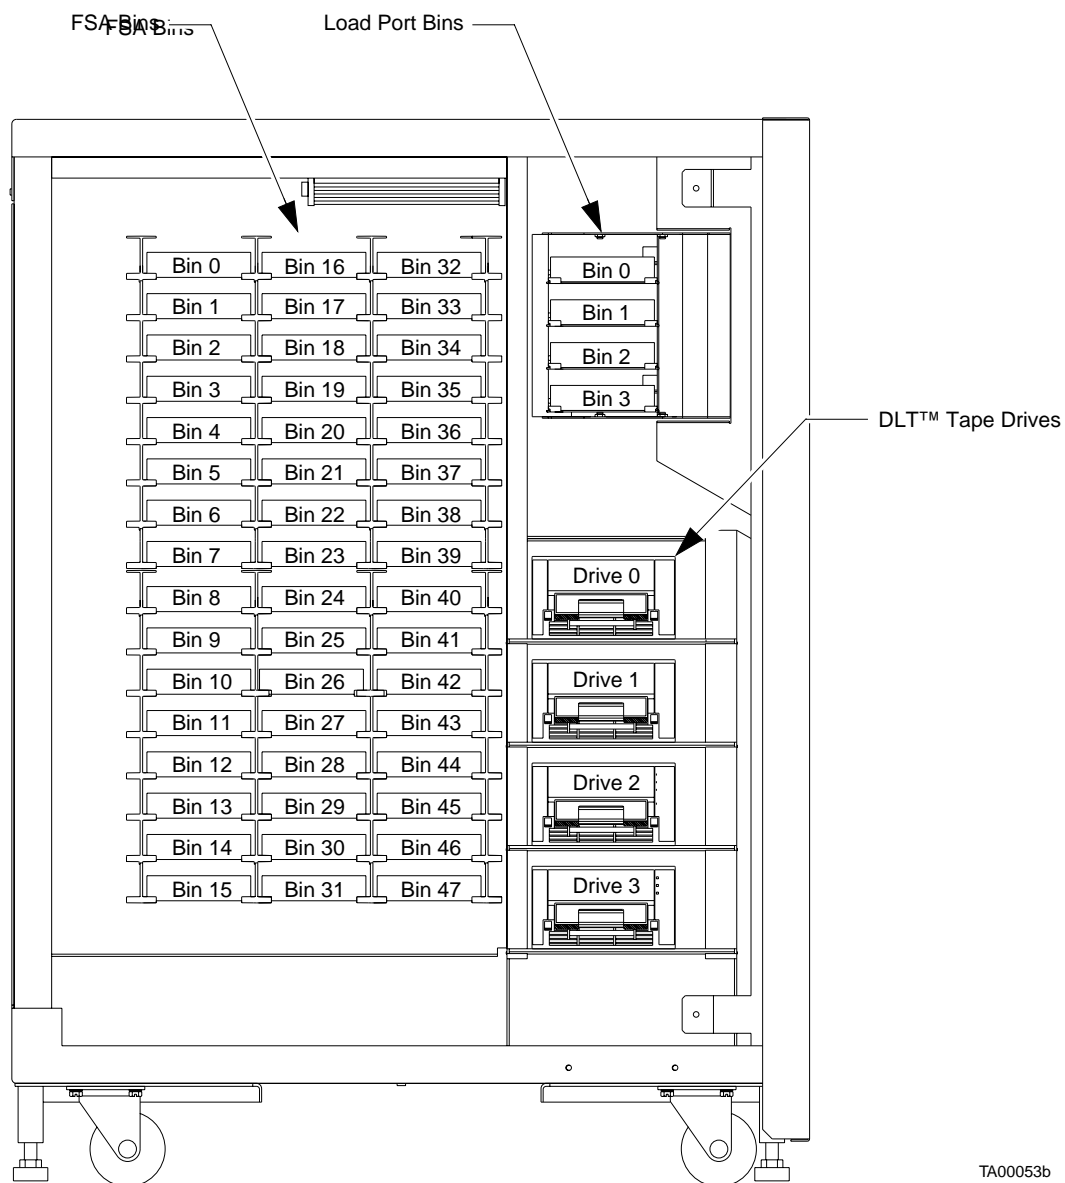 FSA Bins
FSA Bins
Load Port Bins
Bin 0 Bin 16 Bin 32
Bin 1 Bin 17 Bin 33
Bin 2 Bin 18 Bin 34
Bin 3 Bin 19 Bin 35
Bin 4 Bin 20 Bin 36
Bin 5 Bin 21 Bin 37
Bin 6 Bin 22 Bin 38
Bin 7 Bin 23 Bin 39
Bin 8 Bin 24 Bin 40
Bin 9 Bin 25 Bin 41
Bin 10 Bin 26 Bin 42
Bin 11 Bin 27 Bin 43
Bin 12 Bin 28 Bin 44
Bin 13 Bin 29 Bin 45
Bin 14 Bin 30 Bin 46
Bin 15 Bin 31 Bin 47
Bin 0
Bin 1
Bin 2
Bin 3
DLT™ Tape Drives
Drive 0
Drive 1
Drive 2
Drive 3
TA00053b